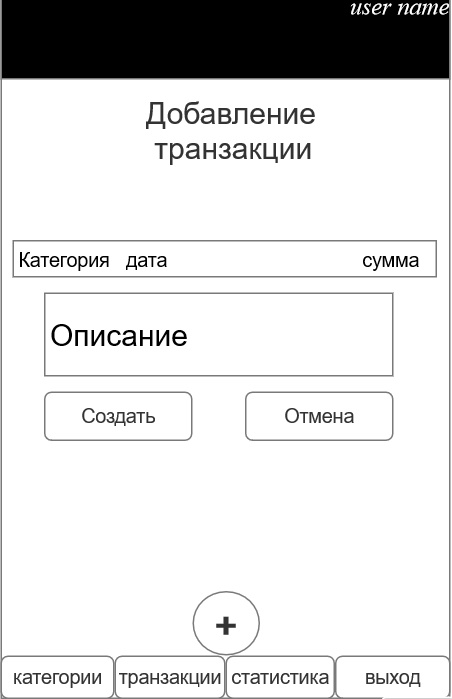 user name
Добавление
транзакции
Категория дата сумма
Описание
Создать Отмена
+
категории транзакции статистика выход